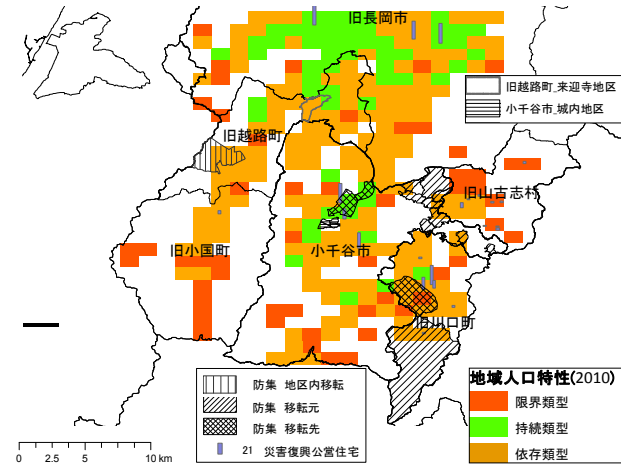 旧長岡市
旧越路町_来迎寺地区
小千谷市_城内地区
旧越路町
旧山古志村
旧小国町
小千谷市
旧川口町
防集 地区内移転
防集 移転元
防集 移転先
21 災害復興公営住宅
地域人口特性(2010)
限界類型
持続類型
依存類型
0 2.5 5 10 km